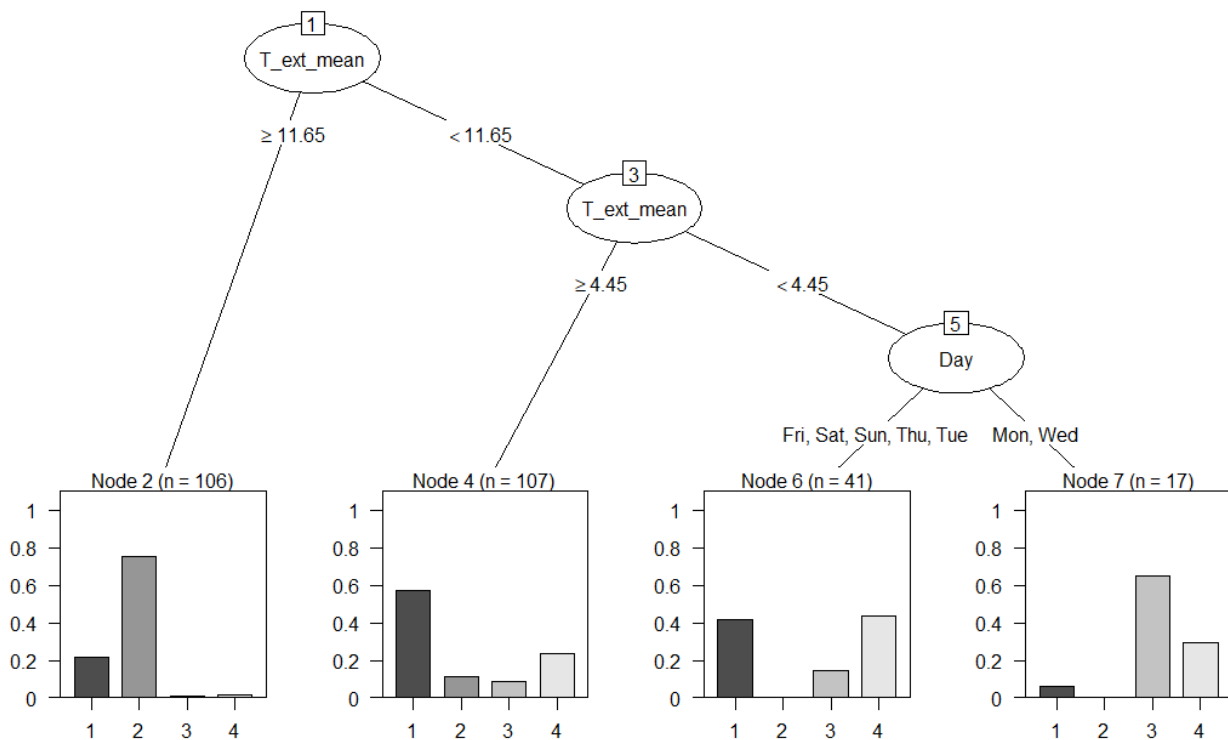 1
T_ext_mean
≥ 11.65
< 11.65
3
T_ext_mean
≥ 4.45
< 4.45
5
Day
Fri, Sat, Sun, Thu, Tue
Mon, Wed
Node 2 (n = 106)
1
0.8
0.6
0.4
0.2
0
1 2 3 4
Node 4 (n = 107)
1
0.8
0.6
0.4
0.2
0
1 2 3 4
Node 6 (n = 41)
1
0.8
0.6
0.4
0.2
0
1 2 3 4
Node 7 (n = 17)
1
0.8
0.6
0.4
0.2
0
1 2 3 4